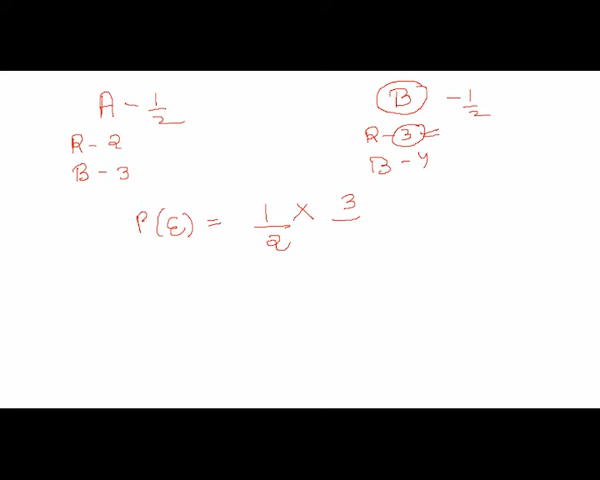 A - 1/2
R - 2
B - 3
B - 1/2
R - 3 =
B - 4
P(E) = 1/2 × 3/